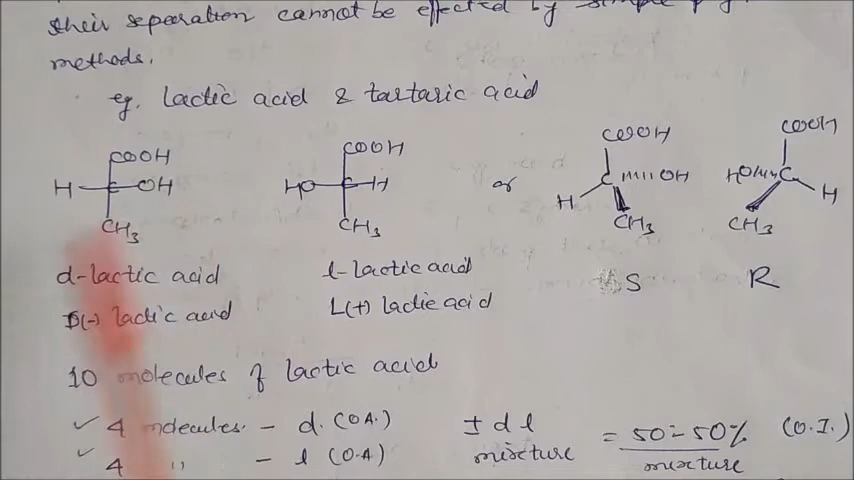 their separation cannot be effected by simple
methods.
eg. lactic acid & tartaric acid
COOH
H C OH
CH3
COOH
HO C H
CH3
or
COOH
C OH
H
CH3
COOH
HO C
H
CH3
d-lactic acid
l-lactic acid
S
R
D(-) lactic acid
L(+) lactic acid
10 molecules of lactic acid
✓ 4 molecules. - d. (O A.)
± d l
mixture
= 50-50% (O.I.)
mixture
✓ 4 " - l (O.A)